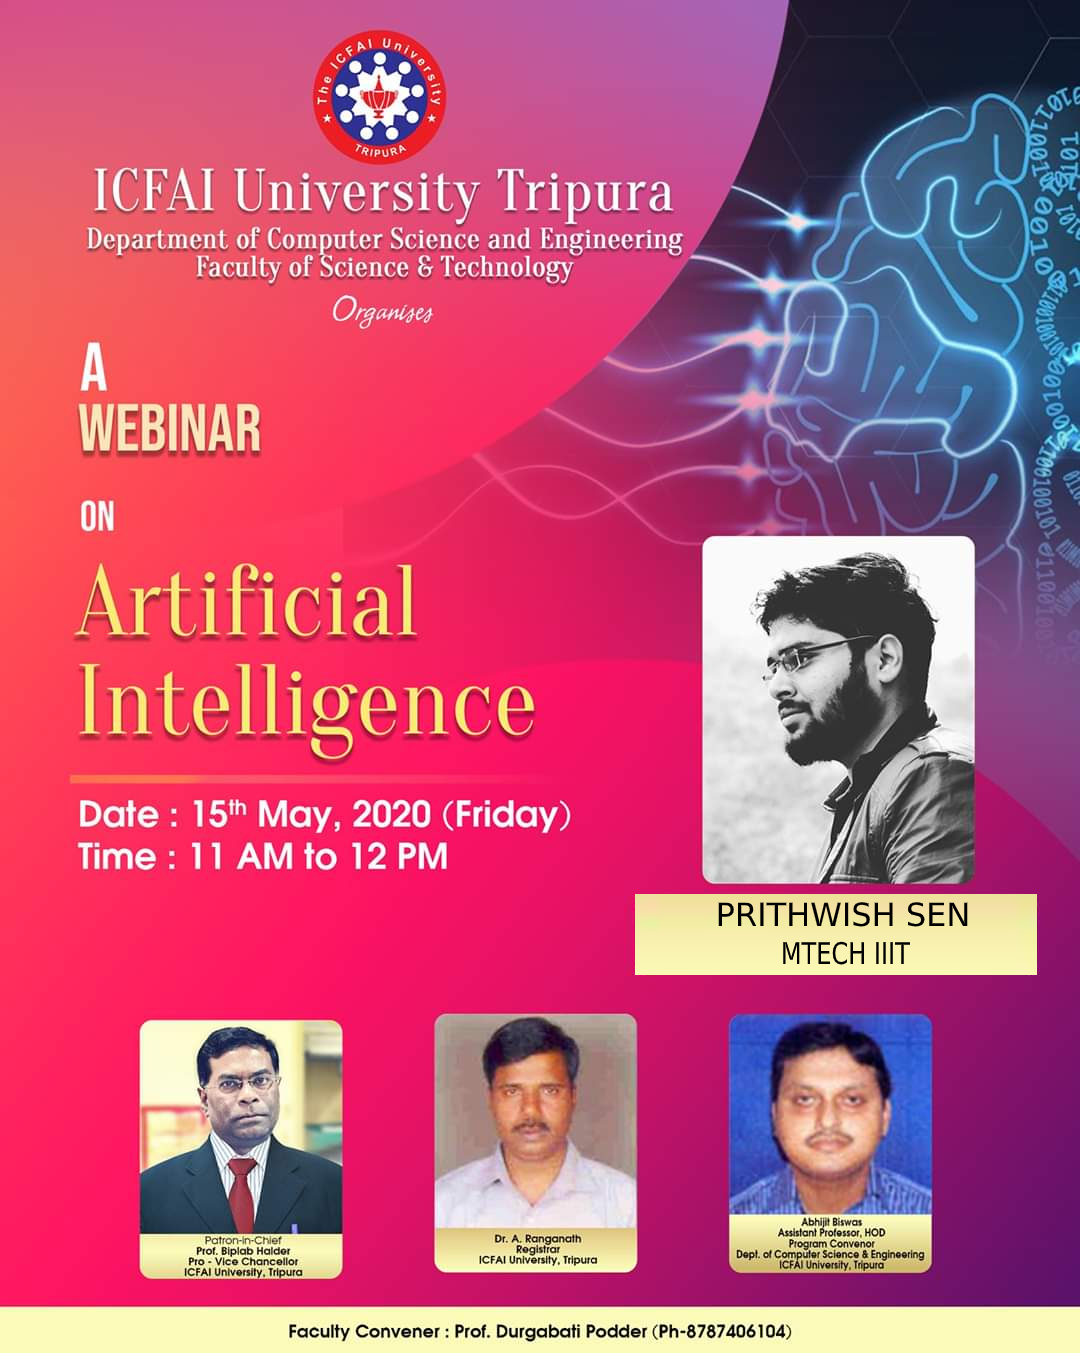 The ICFAI University
TRIPURA
ICFAI University Tripura
Department of Computer Science and Engineering
Faculty of Science & Technology
Organises
A
WEBINAR
ON
Artificial
Intelligence
Date : 15th May, 2020 (Friday)
Time : 11 AM to 12 PM
PRITHWISH SEN
MTECH IIIT
Patron-in-Chief
Prof. Biplab Halder
Pro - Vice Chancellor
ICFAI University, Tripura
Dr. A. Ranganath
Registrar
ICFAI University, Tripura
Abhijit Biswas
Assistant Professor, HOD
Program Convenor
Dept. of Computer Science & Engineering
ICFAI University, Tripura
Faculty Convener : Prof. Durgabati Podder (Ph-8787406104)